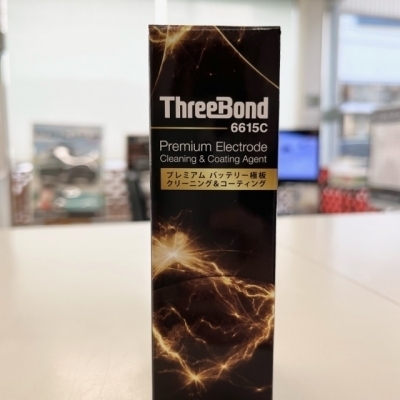 ThreeBond
6615C
Premium Electrode
Cleaning & Coating Agent
プレミアム バッテリー極板
クリーニング&コーティング